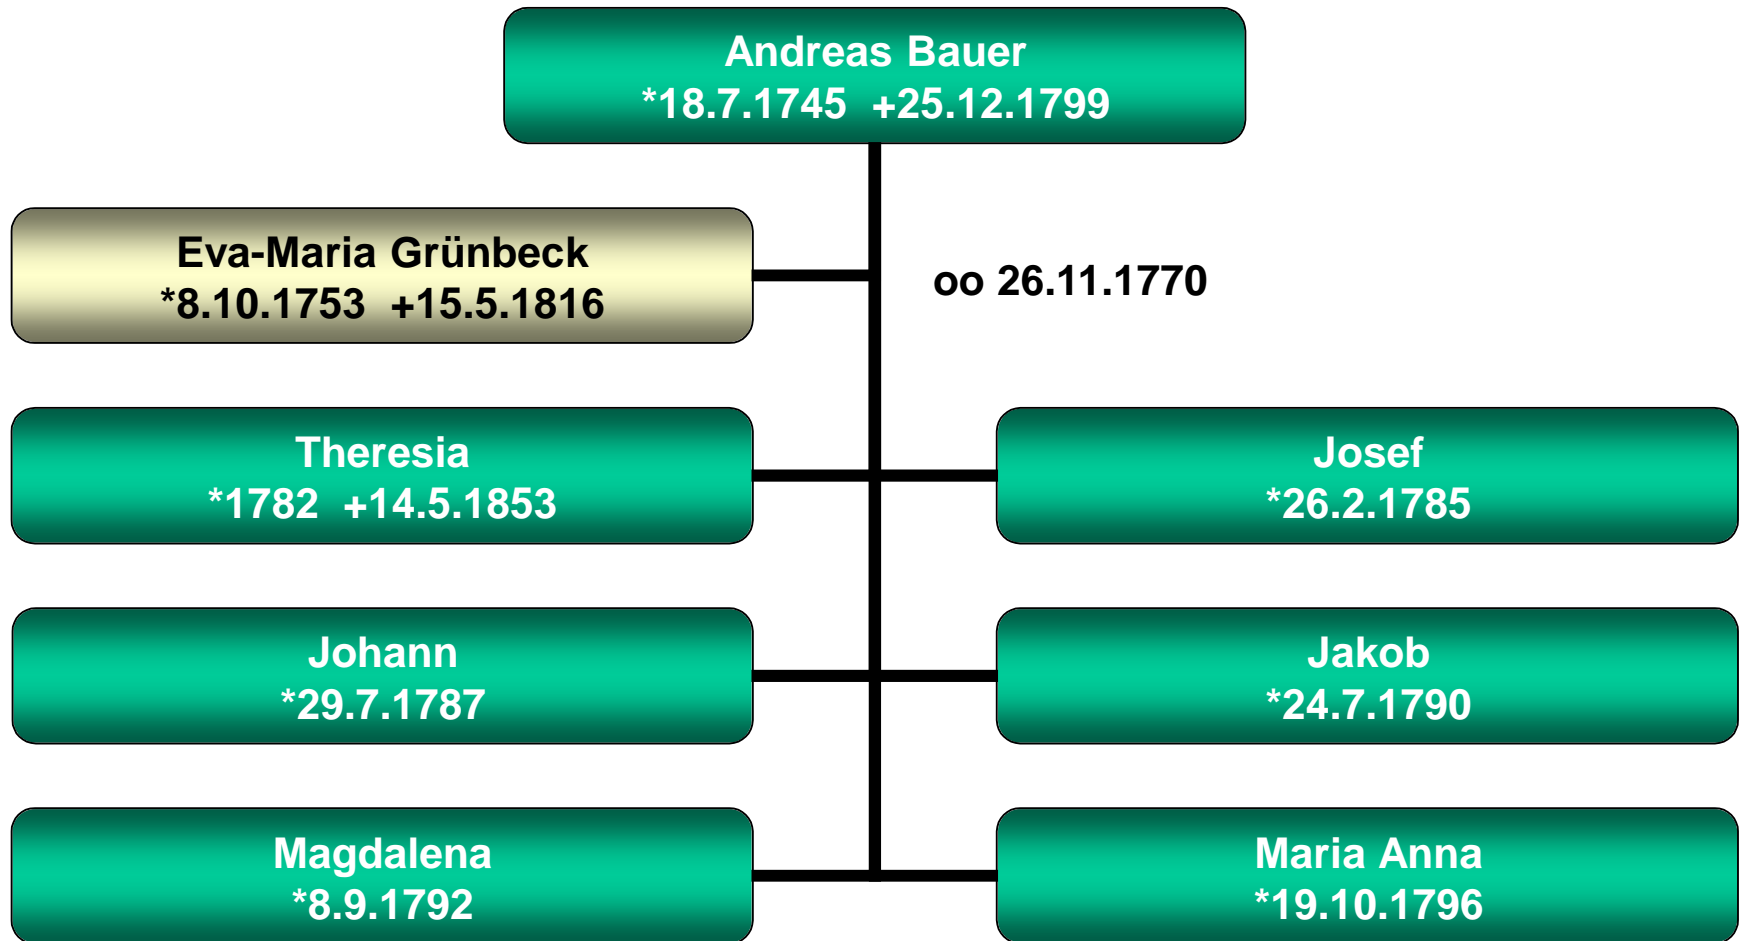 Andreas Bauer
*18.7.1745 +25.12.1799
Eva-Maria Grünbeck
*8.10.1753 +15.5.1816
oo 26.11.1770
Theresia
*1782 +14.5.1853
Josef
*26.2.1785
Johann
*29.7.1787
Jakob
*24.7.1790
Magdalena
*8.9.1792
Maria Anna
*19.10.1796